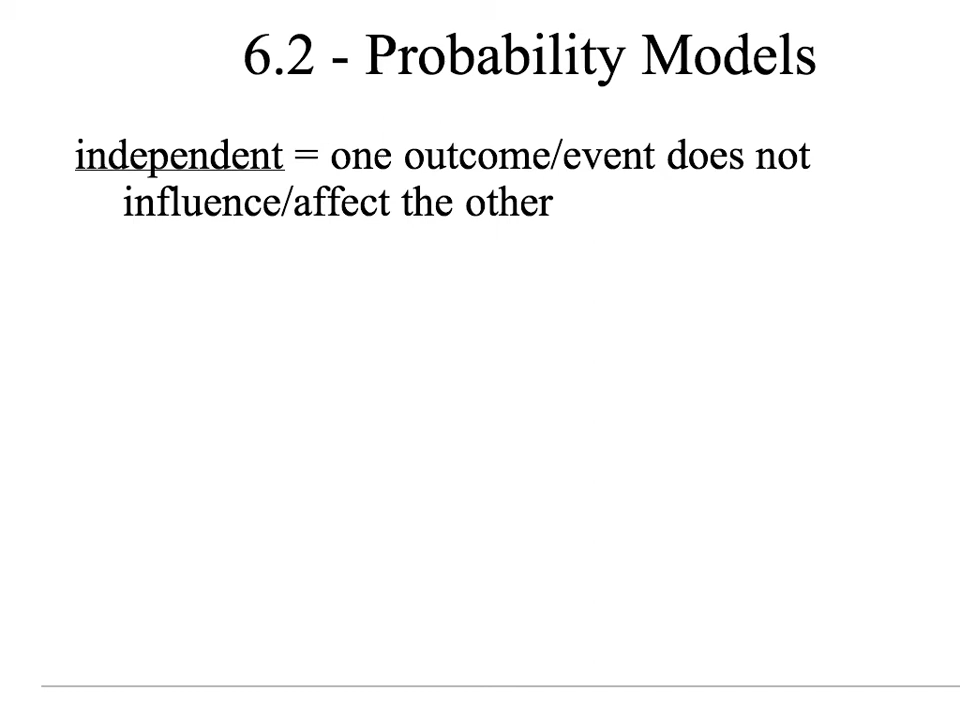 6.2 - Probability Models
independent = one outcome/event does not
influence/affect the other